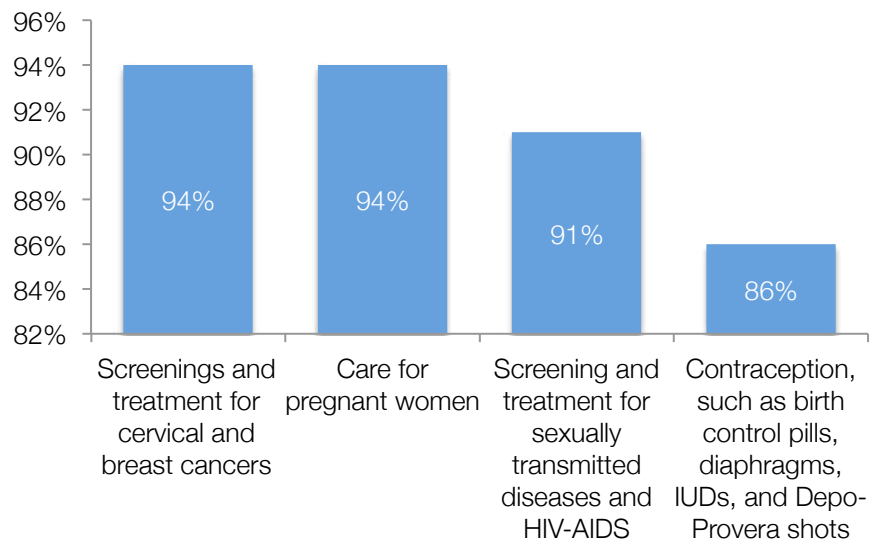 96%
94%
92%
90%
88%
86%
84%
82%
94%
94%
91%
86%
Screenings and
treatment for
cervical and
breast cancers
Care for
pregnant women
Screening and
treatment for
sexually
transmitted
diseases and
HIV-AIDS
Contraception,
such as birth
control pills,
diaphragms,
IUDs, and Depo-
Provera shots